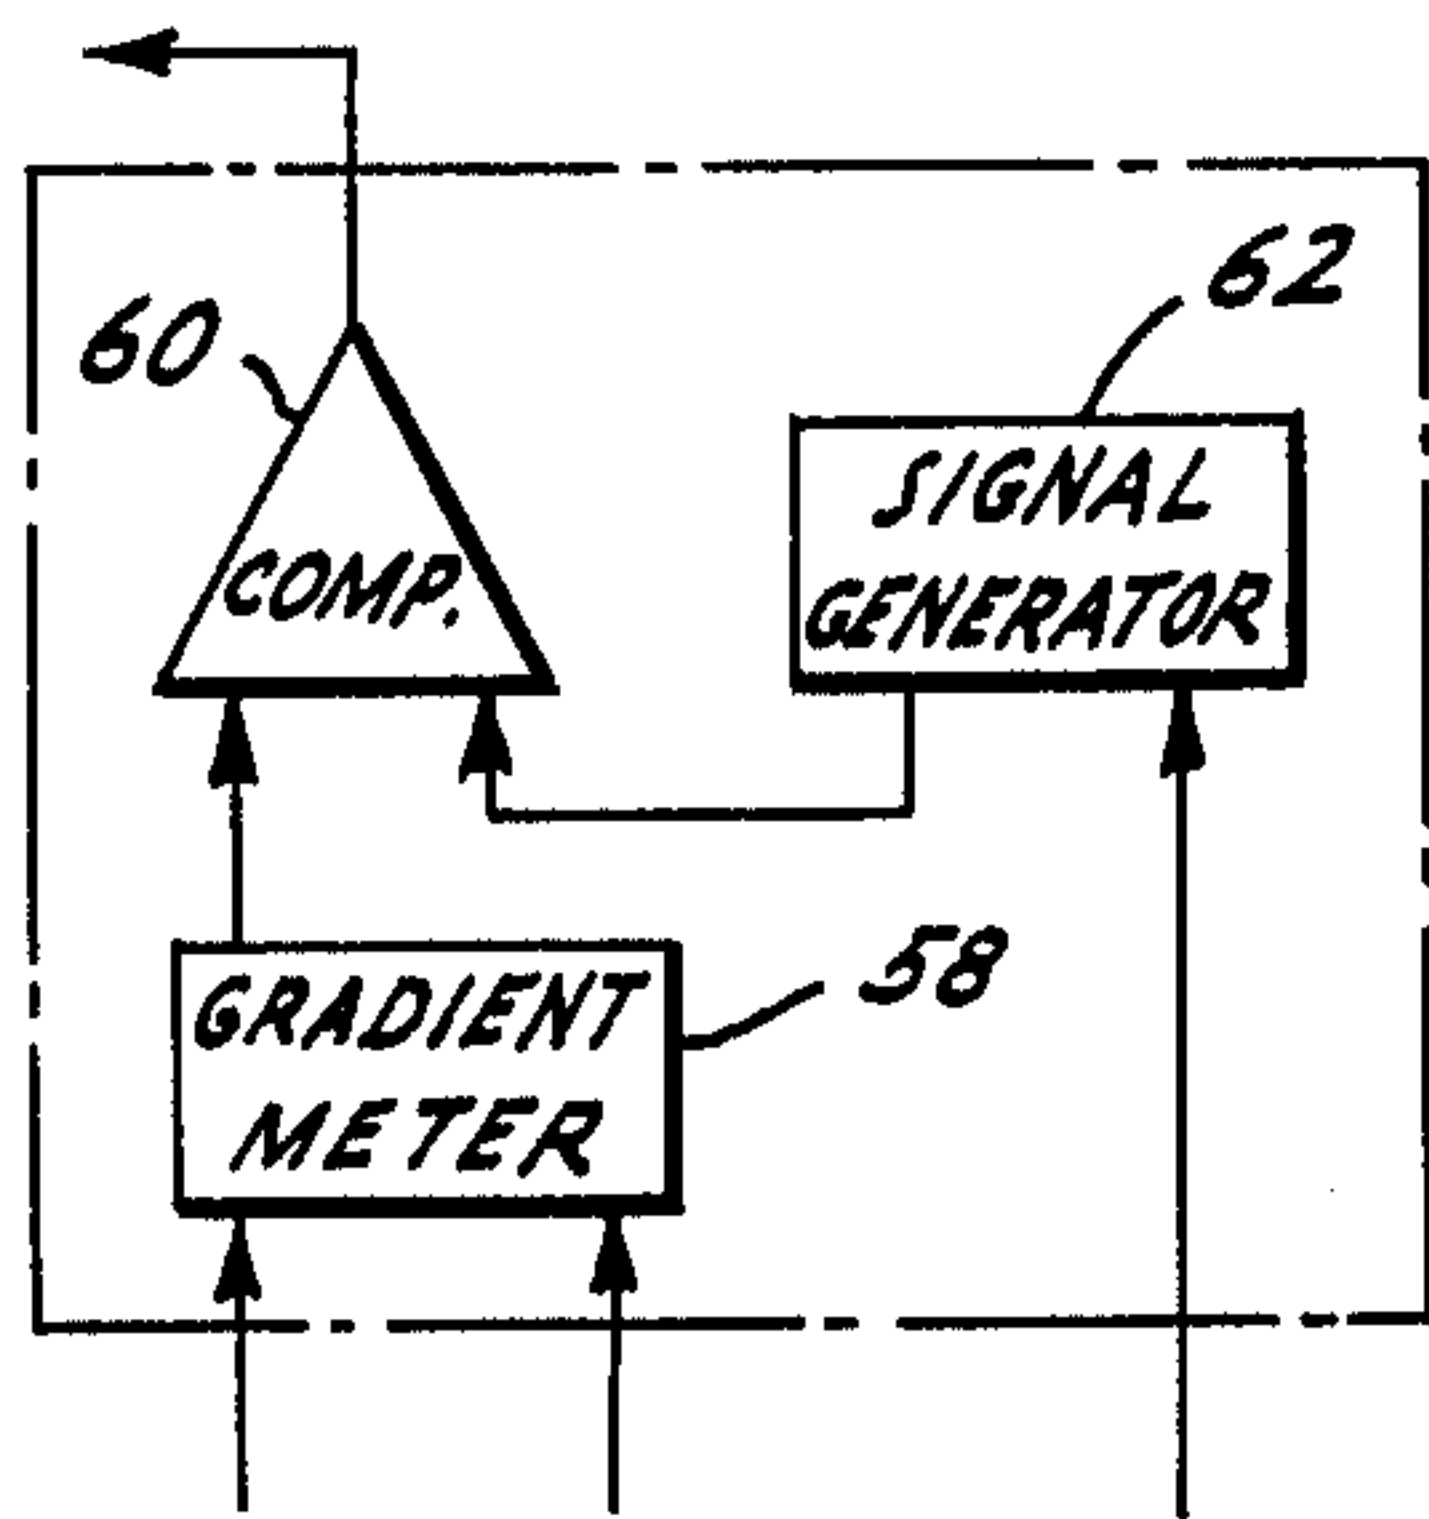 62
60
SIGNAL
GENERATOR
COMP.
58
GRADIENT
METER